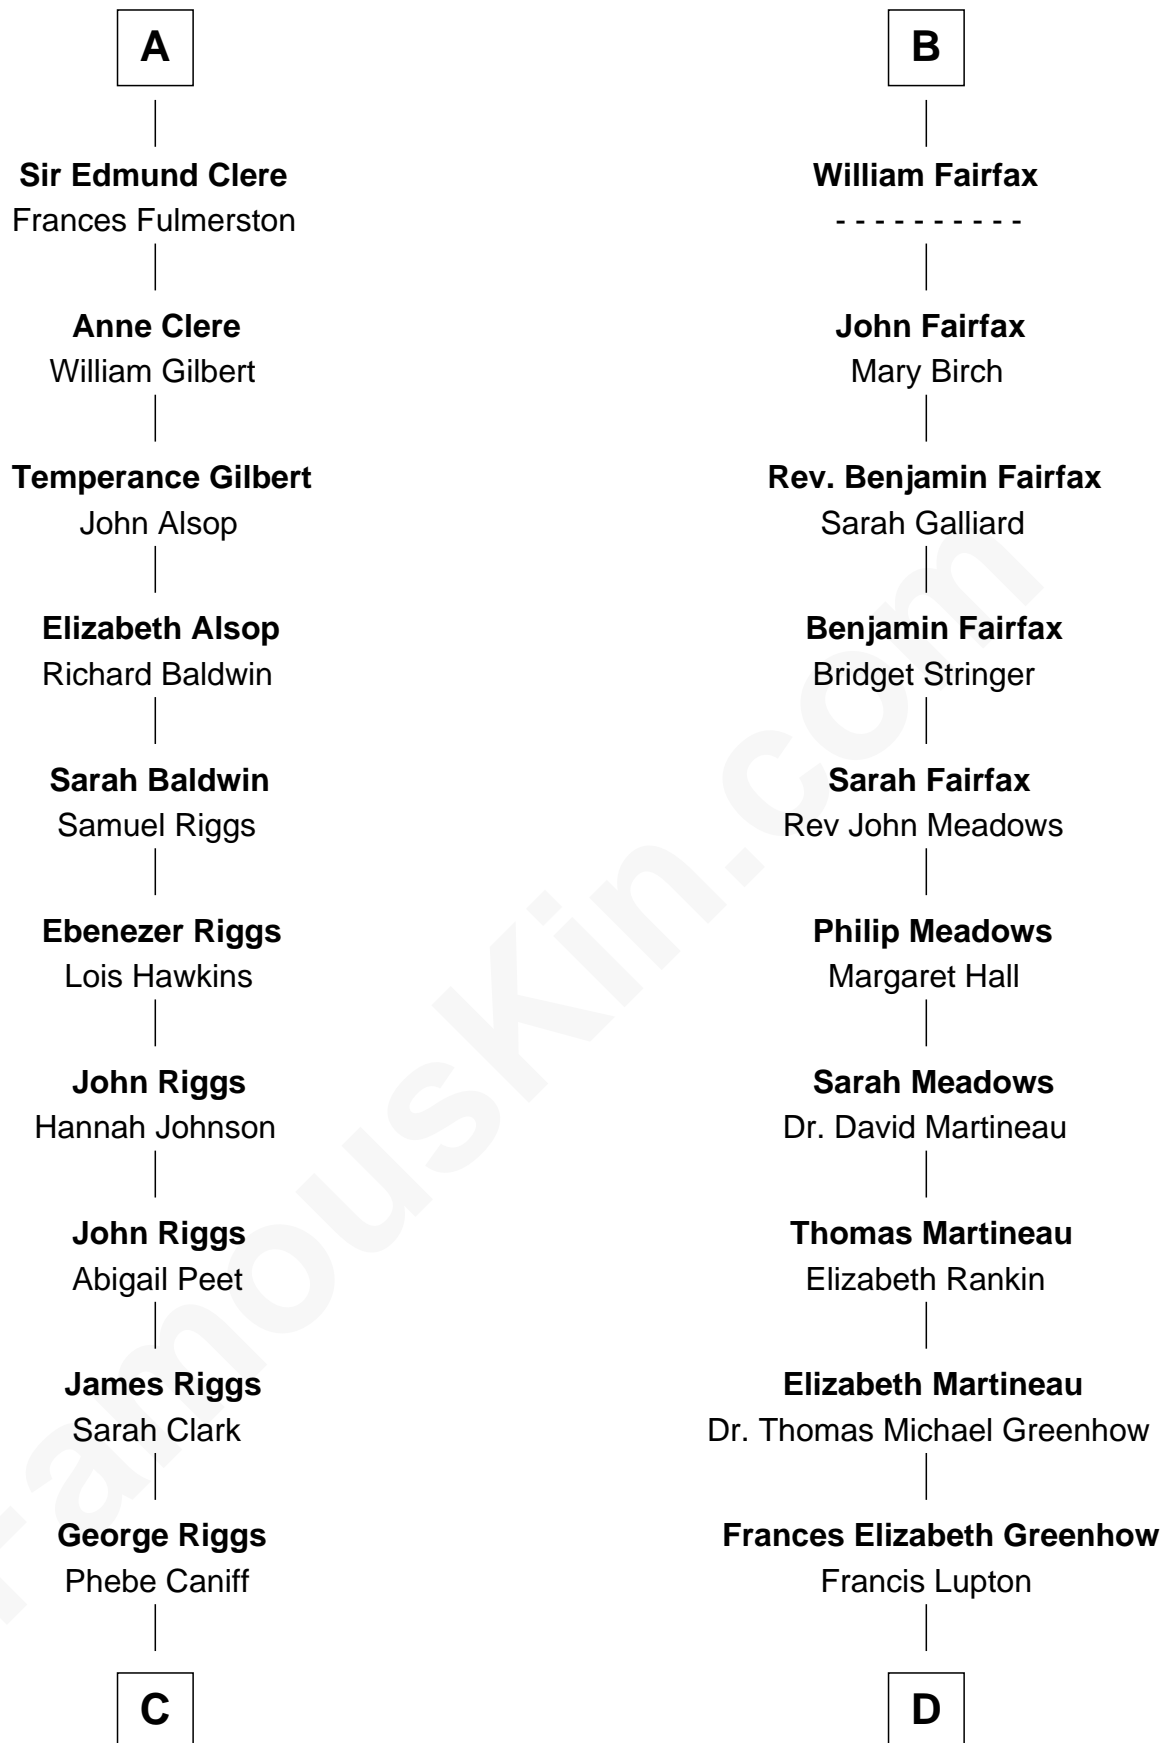 A
Sir Edmund Clere
Frances Fulmerston
Anne Clere
William Gilbert
Temperance Gilbert
John Alsop
Elizabeth Alsop
Richard Baldwin
Sarah Baldwin
Samuel Riggs
Ebenezer Riggs
Lois Hawkins
John Riggs
Hannah Johnson
John Riggs
Abigail Peet
James Riggs
Sarah Clark
George Riggs
Phebe Caniff
C
B
William Fairfax
- - - - - - - - - -
John Fairfax
Mary Birch
Rev. Benjamin Fairfax
Sarah Galliard
Benjamin Fairfax
Bridget Stringer
Sarah Fairfax
Rev John Meadows
Philip Meadows
Margaret Hall
Sarah Meadows
Dr. David Martineau
Thomas Martineau
Elizabeth Rankin
Elizabeth Martineau
Dr. Thomas Michael Greenhow
Frances Elizabeth Greenhow
Francis Lupton
D
FamousKin.com